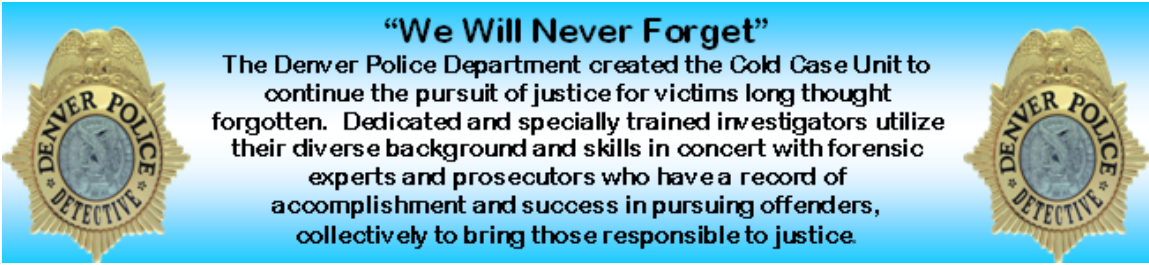 “We Will Never Forget”
The Denver Police Department created the Cold Case Unit to
continue the pursuit of justice for victims long thought
forgotten.  Dedicated and specially trained investigators utilize
their diverse background and skills in concert with forensic
experts and prosecutors who have a record of
accomplishment and success in pursuing offenders,
collectively to bring those responsible to justice.
DENVER POLICE
DETECTIVE
DENVER POLICE
DETECTIVE